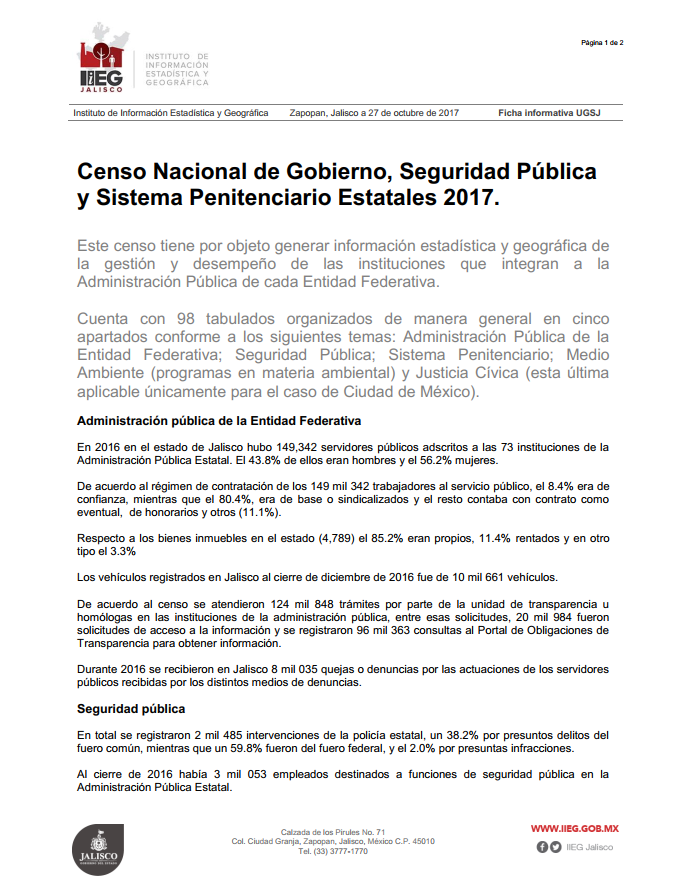 Página 1 de 2
IIEG
JALISCO
INSTITUTO DE
INFORMACIÓN
ESTADÍSTICA Y
GEOGRÁFICA
Instituto de Información Estadística y Geográfica Zapopan, Jalisco a 27 de octubre de 2017 Ficha informativa UGSJ
Censo Nacional de Gobierno, Seguridad Pública
y Sistema Penitenciario Estatales 2017.
Este censo tiene por objeto generar información estadística y geográfica de
la gestión y desempeño de las instituciones que integran a la
Administración Pública de cada Entidad Federativa.
Cuenta con 98 tabulados organizados de manera general en cinco
apartados conforme a los siguientes temas: Administración Pública de la
Entidad Federativa; Seguridad Pública; Sistema Penitenciario; Medio
Ambiente (programas en materia ambiental) y Justicia Cívica (esta última
aplicable únicamente para el caso de Ciudad de México).
Administración pública de la Entidad Federativa
En 2016 en el estado de Jalisco hubo 149,342 servidores públicos adscritos a las 73 instituciones de la
Administración Pública Estatal. El 43.8% de ellos eran hombres y el 56.2% mujeres.
De acuerdo al régimen de contratación de los 149 mil 342 trabajadores al servicio público, el 8.4% era de
confianza, mientras que el 80.4%, era de base o sindicalizados y el resto contaba con contrato como
eventual, de honorarios y otros (11.1%).
Respecto a los bienes inmuebles en el estado (4,789) el 85.2% eran propios, 11.4% rentados y en otro
tipo el 3.3%
Los vehículos registrados en Jalisco al cierre de diciembre de 2016 fue de 10 mil 661 vehículos.
De acuerdo al censo se atendieron 124 mil 848 trámites por parte de la unidad de transparencia u
homólogas en las instituciones de la administración pública, entre esas solicitudes, 20 mil 984 fueron
solicitudes de acceso a la información y se registraron 96 mil 363 consultas al Portal de Obligaciones de
Transparencia para obtener información.
Durante 2016 se recibieron en Jalisco 8 mil 035 quejas o denuncias por las actuaciones de los servidores
públicos recibidas por los distintos medios de denuncias.
Seguridad pública
En total se registraron 2 mil 485 intervenciones de la policía estatal, un 38.2% por presuntos delitos del
fuero común, mientras que un 59.8% fueron del fuero federal, y el 2.0% por presuntas infracciones.
Al cierre de 2016 había 3 mil 053 empleados destinados a funciones de seguridad pública en la
Administración Pública Estatal.
JALISCO
GOBIERNO DEL ESTADO
Calzada de los Pirules No. 71
Col. Ciudad Granja, Zapopan, Jalisco, México C.P. 45010
Tel. (33) 3777-1770
WWW.IIEG.GOB.MX
IIEG Jalisco